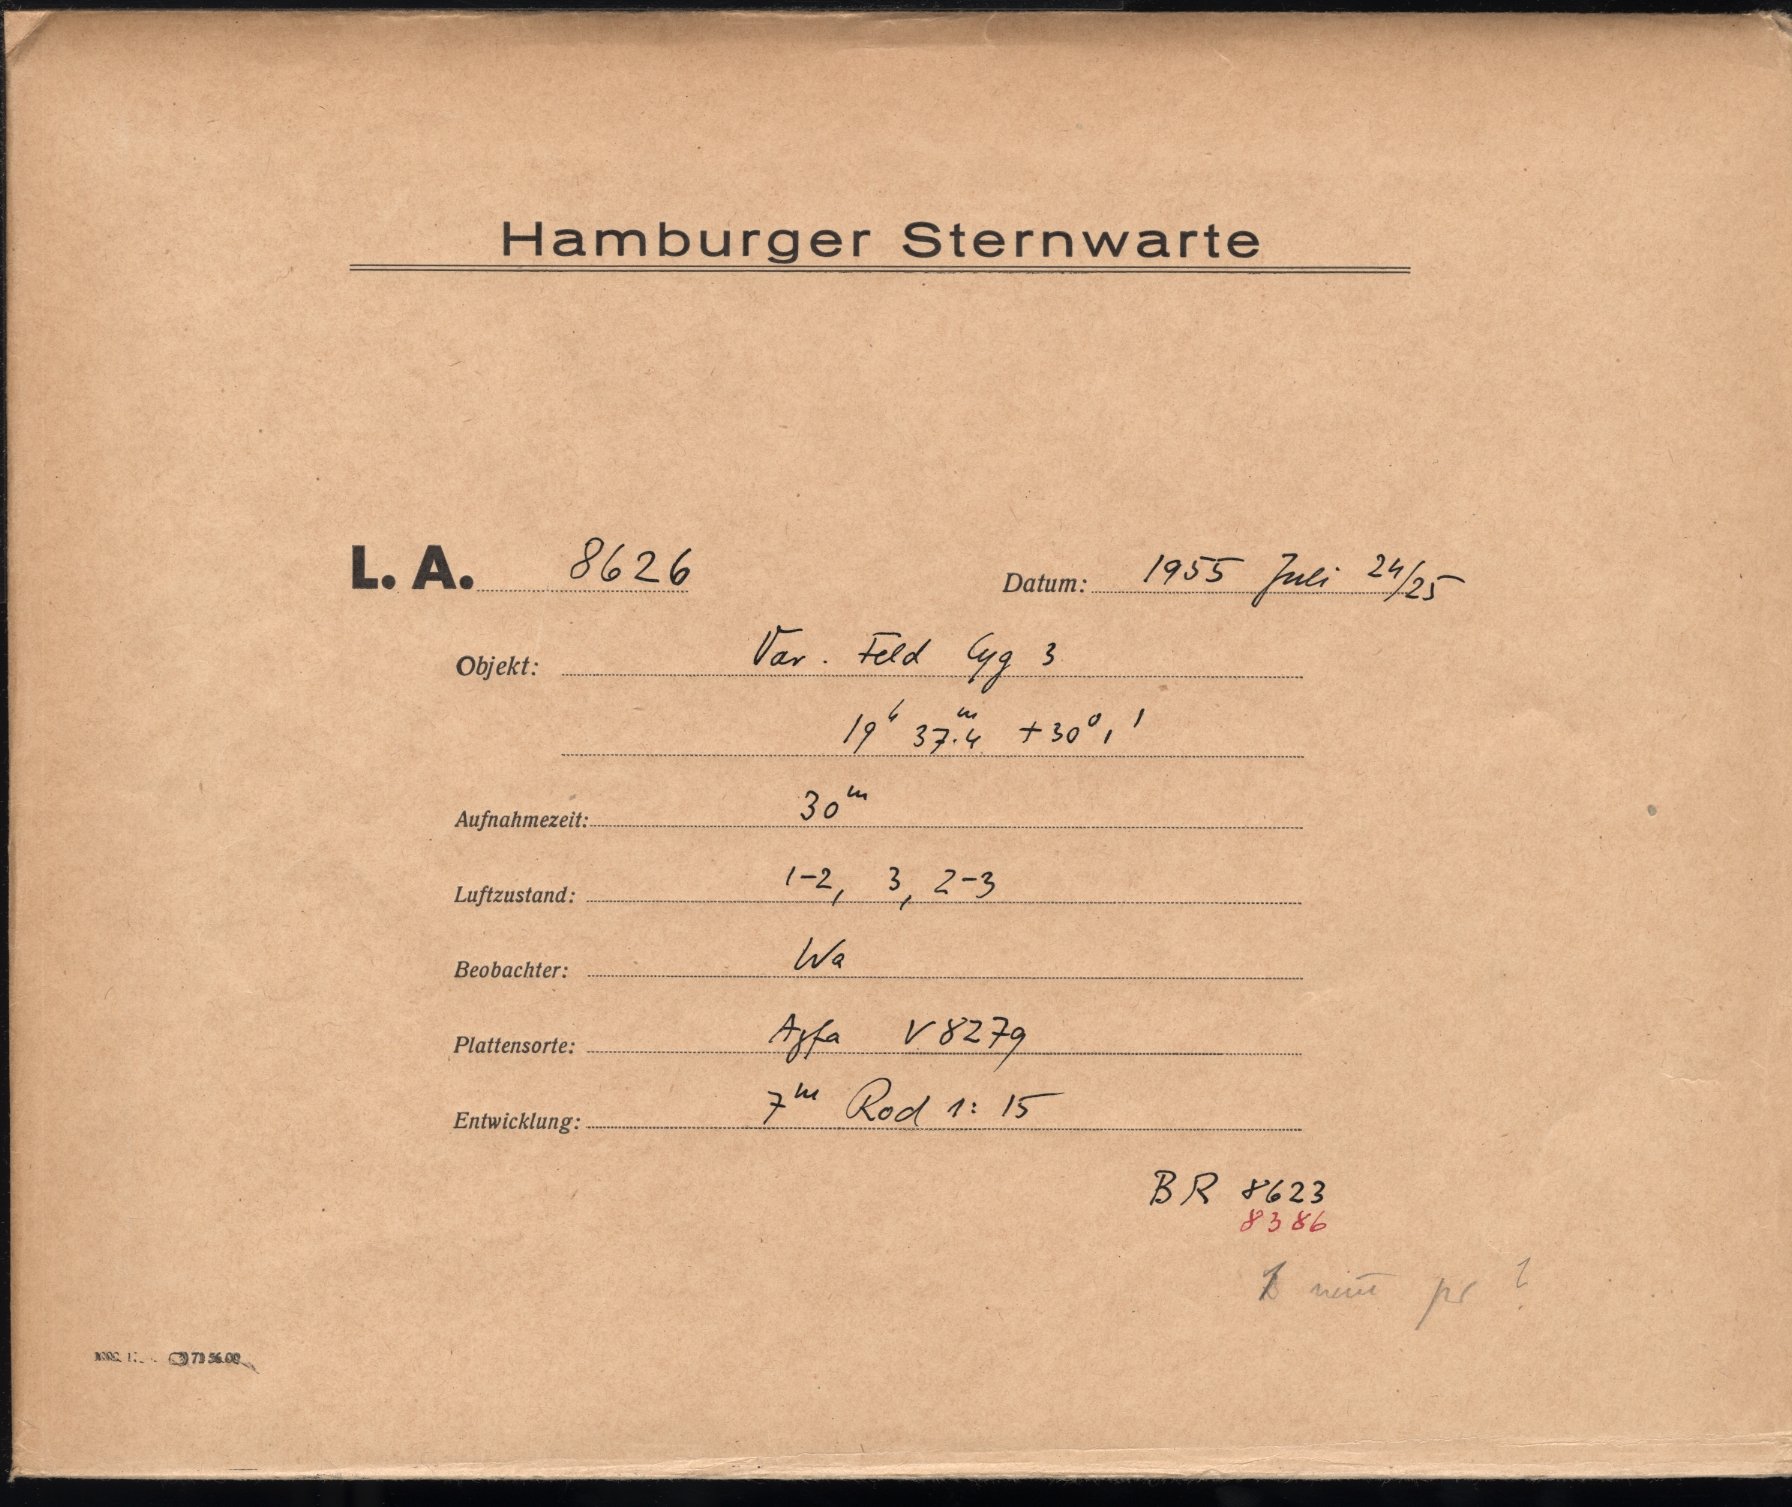 Hamburger Sternwarte
L. A. 8626 Datum: 1955 Juli 24/25
Objekt: Var. Feld Cyg 3
19h 37.4m +30° 1'
Aufnahmezeit: 30m
Luftzustand: 1-2, 3, 2-3
Beobachter: Wa
Plattensorte: Agfa V 8279
Entwicklung: 7m Rod 1:15
BR 8623
8386